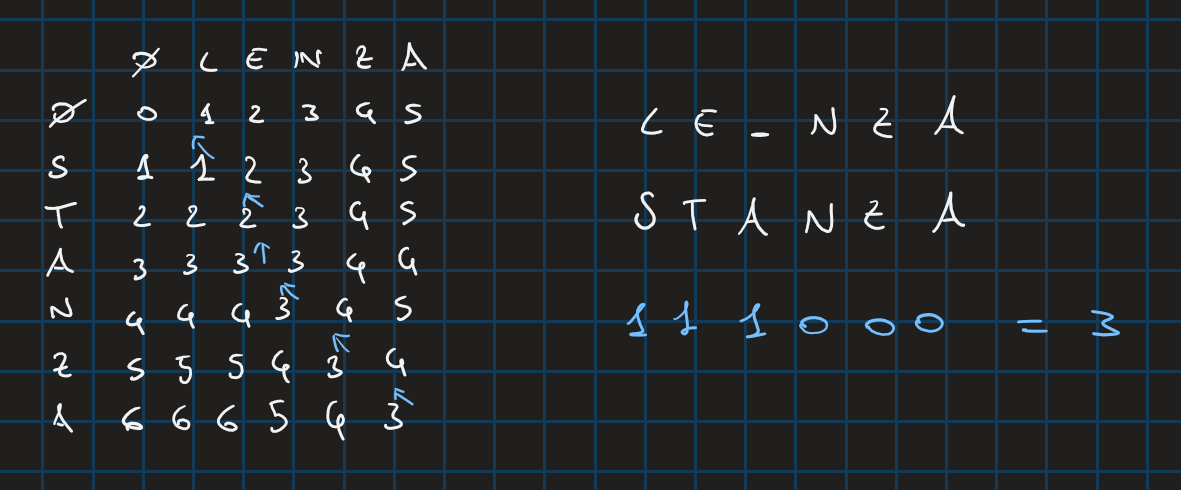 ∅ L E N Z A
∅ 0 1 2 3 4 5
S 1 1 2 3 4 5
T 2 2 2 3 4 5
A 3 3 3 3 4 4
N 4 4 4 3 4 5
Z 5 5 5 4 3 4
A 6 6 6 5 4 3
L E _ N Z A
S T A N Z A
1 1 1 0 0 0 = 3